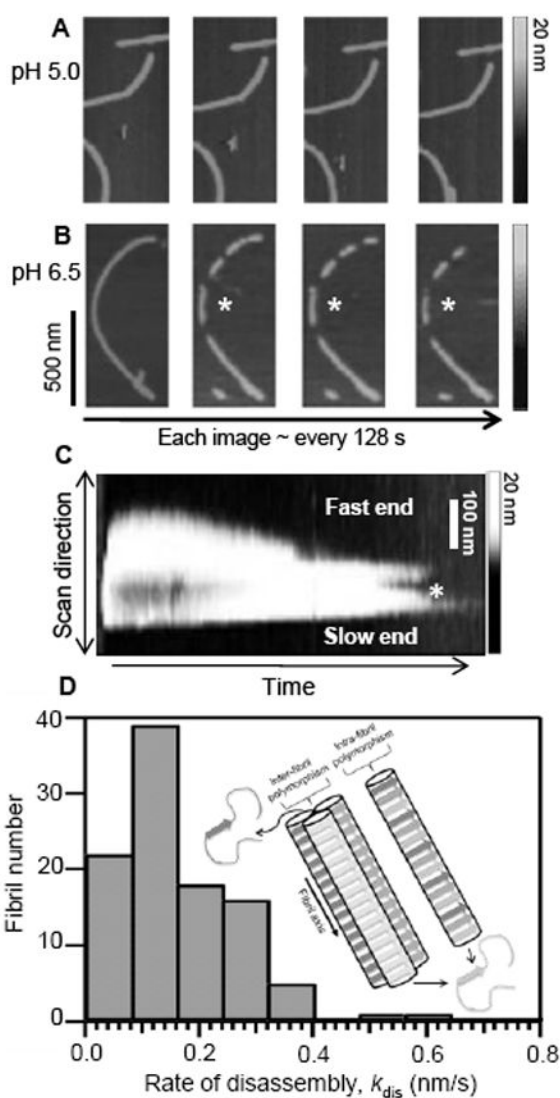 A
pH 5.0
20 nm
B
pH 6.5
500 nm
*
*
*
Each image ~ every 128 s
C
Scan direction
Fast end
100 nm
20 nm
*
Slow end
Time
D
Fibril number
40
30
20
10
0
Inter-fibril
polymorphism
Intra-fibril
polymorphism
Fibril axis
0.0
0.2
0.4
0.6
0.8
Rate of disassembly, k_dis (nm/s)